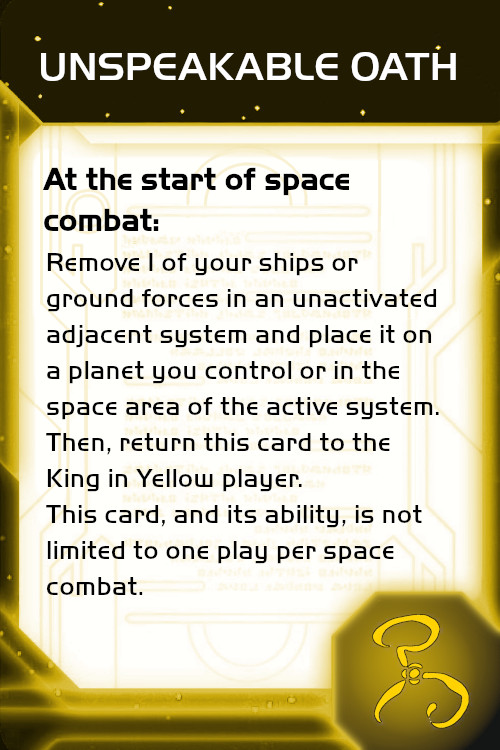 UNSPEAKABLE OATH
At the start of space
combat:
Remove 1 of your ships or
ground forces in an unactivated
adjacent system and place it on
a planet you control or in the
space area of the active system.
Then, return this card to the
King in Yellow player.
This card, and its ability, is not
limited to one play per space
combat.